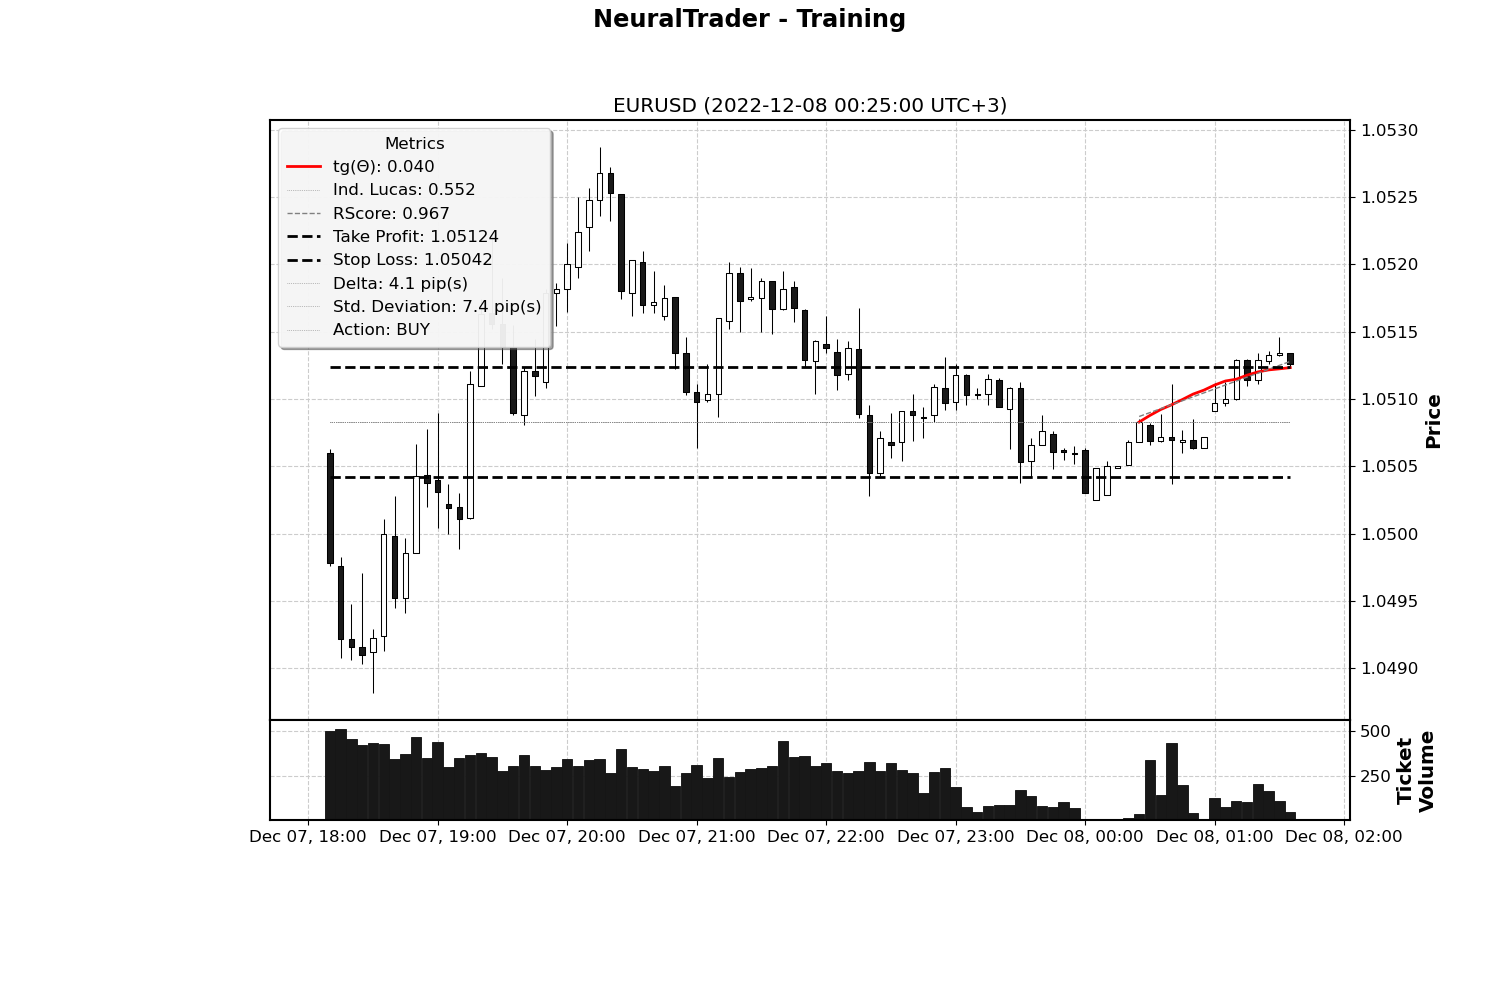 NeuralTrader - Training
EURUSD (2022-12-08 00:25:00 UTC+3)
Metrics
tg(Θ): 0.040
Ind. Lucas: 0.552
RScore: 0.967
Take Profit: 1.05124
Stop Loss: 1.05042
Delta: 4.1 pip(s)
Std. Deviation: 7.4 pip(s)
Action: BUY
1.0530
1.0525
1.0520
1.0515
1.0510
1.0505
1.0500
1.0495
1.0490
Price
500
250
Ticket
Volume
Dec 07, 18:00
Dec 07, 19:00
Dec 07, 20:00
Dec 07, 21:00
Dec 07, 22:00
Dec 07, 23:00
Dec 08, 00:00
Dec 08, 01:00
Dec 08, 02:00